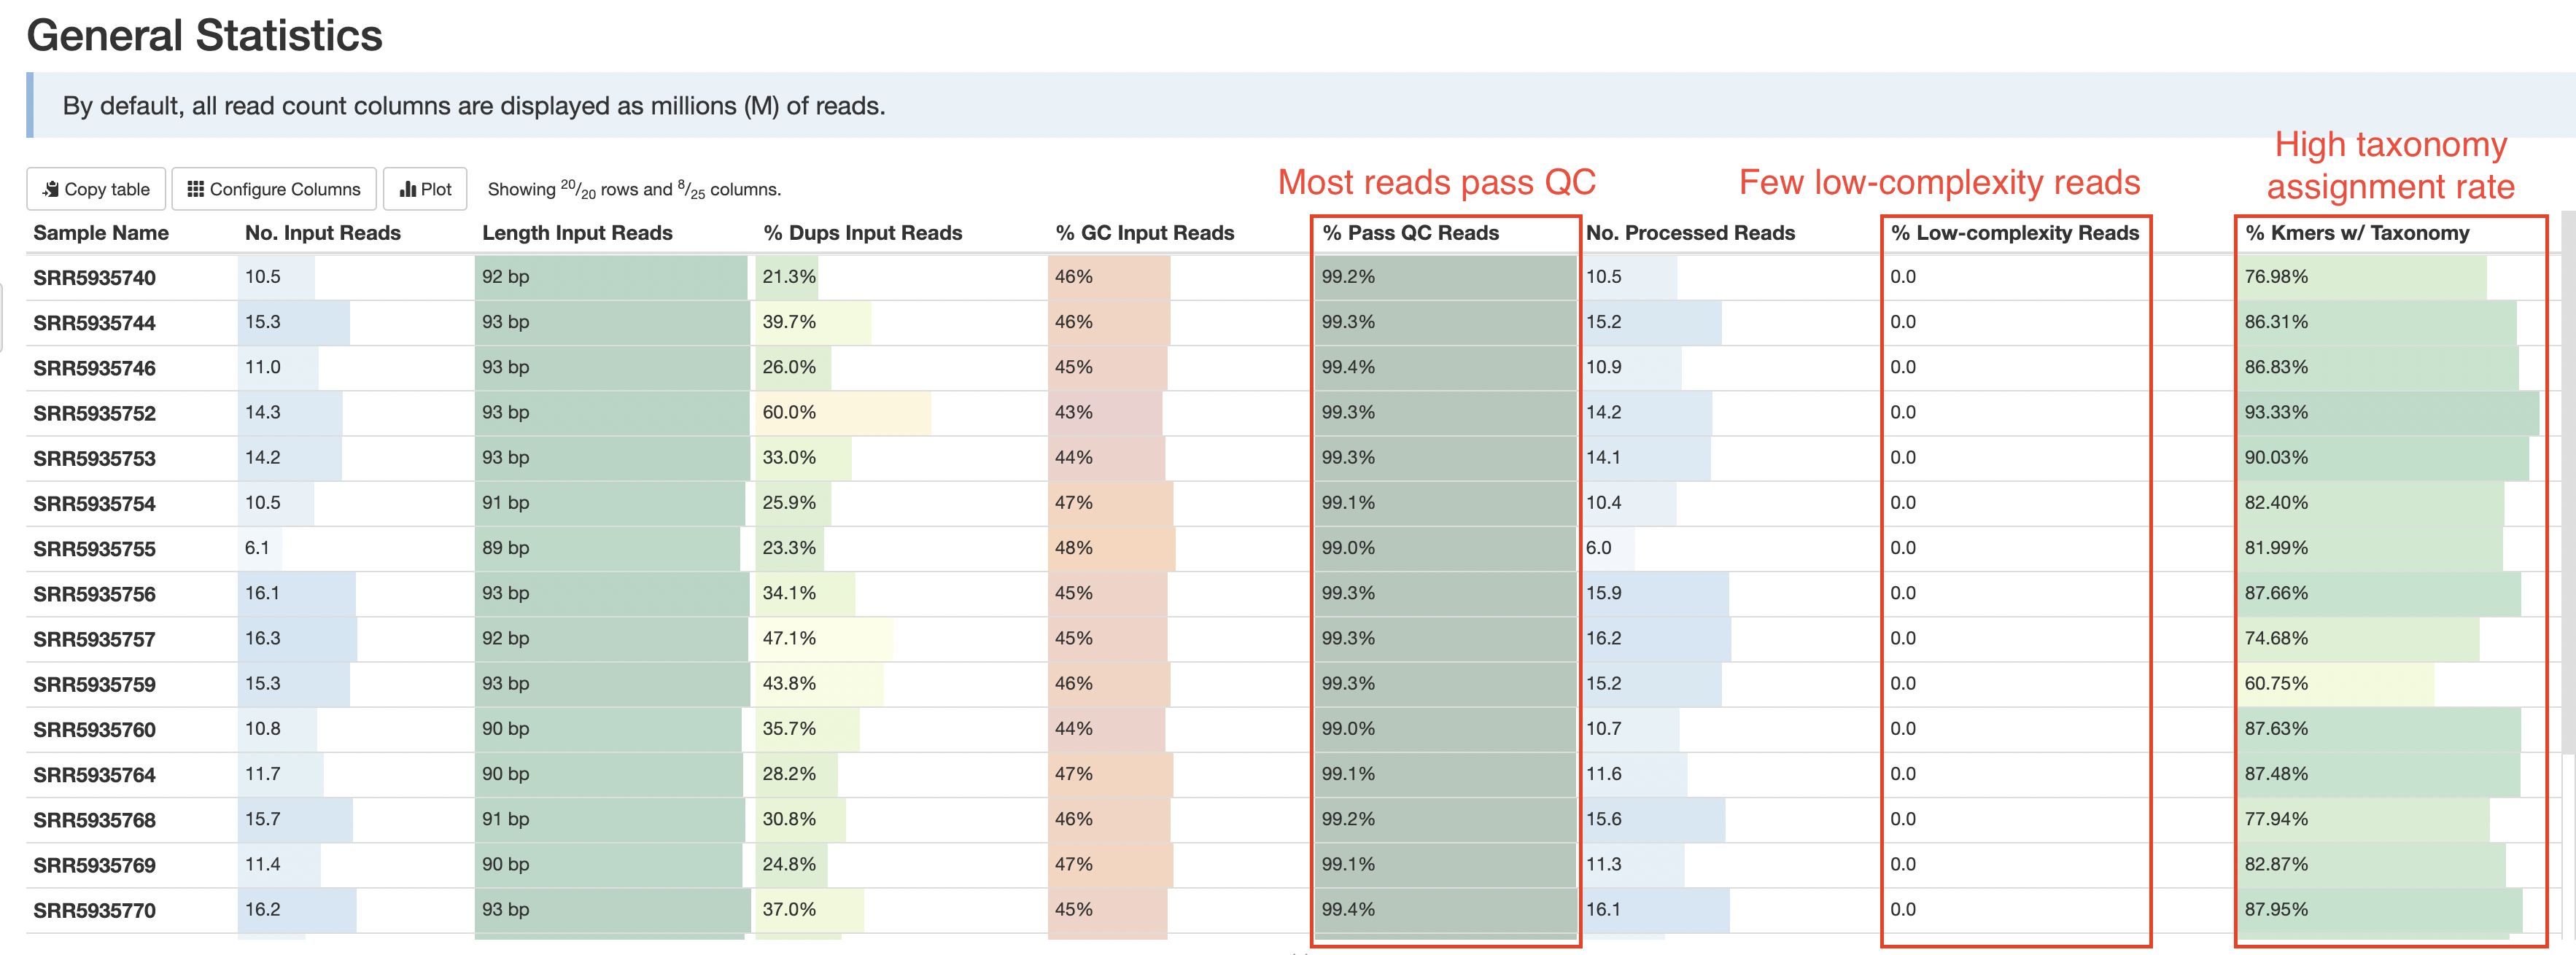 General Statistics
By default, all read count columns are displayed as millions (M) of reads.
High taxonomy
assignment rate
Most reads pass QC
Few low-complexity reads
Copy table Configure Columns Plot Showing 20/20 rows and 8/25 columns.
Sample Name No. Input Reads Length Input Reads % Dups Input Reads % GC Input Reads % Pass QC Reads No. Processed Reads % Low-complexity Reads % Kmers w/ Taxonomy
SRR5935740 10.5 92 bp 21.3% 46% 99.2% 10.5 0.0 76.98%
SRR5935744 15.3 93 bp 39.7% 46% 99.3% 15.2 0.0 86.31%
SRR5935746 11.0 93 bp 26.0% 45% 99.4% 10.9 0.0 86.83%
SRR5935752 14.3 93 bp 60.0% 43% 99.3% 14.2 0.0 93.33%
SRR5935753 14.2 93 bp 33.0% 44% 99.3% 14.1 0.0 90.03%
SRR5935754 10.5 91 bp 25.9% 47% 99.1% 10.4 0.0 82.40%
SRR5935755 6.1 89 bp 23.3% 48% 99.0% 6.0 0.0 81.99%
SRR5935756 16.1 93 bp 34.1% 45% 99.3% 15.9 0.0 87.66%
SRR5935757 16.3 92 bp 47.1% 45% 99.3% 16.2 0.0 74.68%
SRR5935759 15.3 93 bp 43.8% 46% 99.3% 15.2 0.0 60.75%
SRR5935760 10.8 90 bp 35.7% 44% 99.0% 10.7 0.0 87.63%
SRR5935764 11.7 90 bp 28.2% 47% 99.1% 11.6 0.0 87.48%
SRR5935768 15.7 91 bp 30.8% 46% 99.2% 15.6 0.0 77.94%
SRR5935769 11.4 90 bp 24.8% 47% 99.1% 11.3 0.0 82.87%
SRR5935770 16.2 93 bp 37.0% 45% 99.4% 16.1 0.0 87.95%